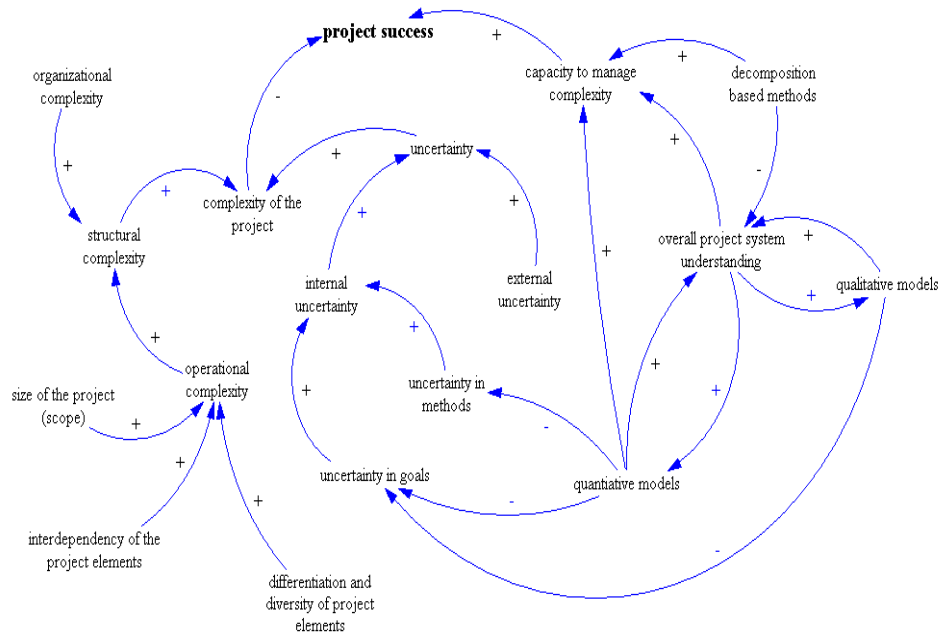 project success
+
organizational
complexity
capacity to manage
complexity
+
decomposition
based methods
-
+
+
uncertainty
+
+
-
complexity of the
project
+
+
structural
complexity
overall project system
understanding
+
+
internal
uncertainty
external
uncertainty
qualitative models
+
+
+
operational
complexity
+
uncertainty in
methods
+
+
size of the project
(scope)
+
-
+
uncertainty in goals
quantiative models
-
+
interdependency of the
project elements
-
differentiation and
diversity of project
elements